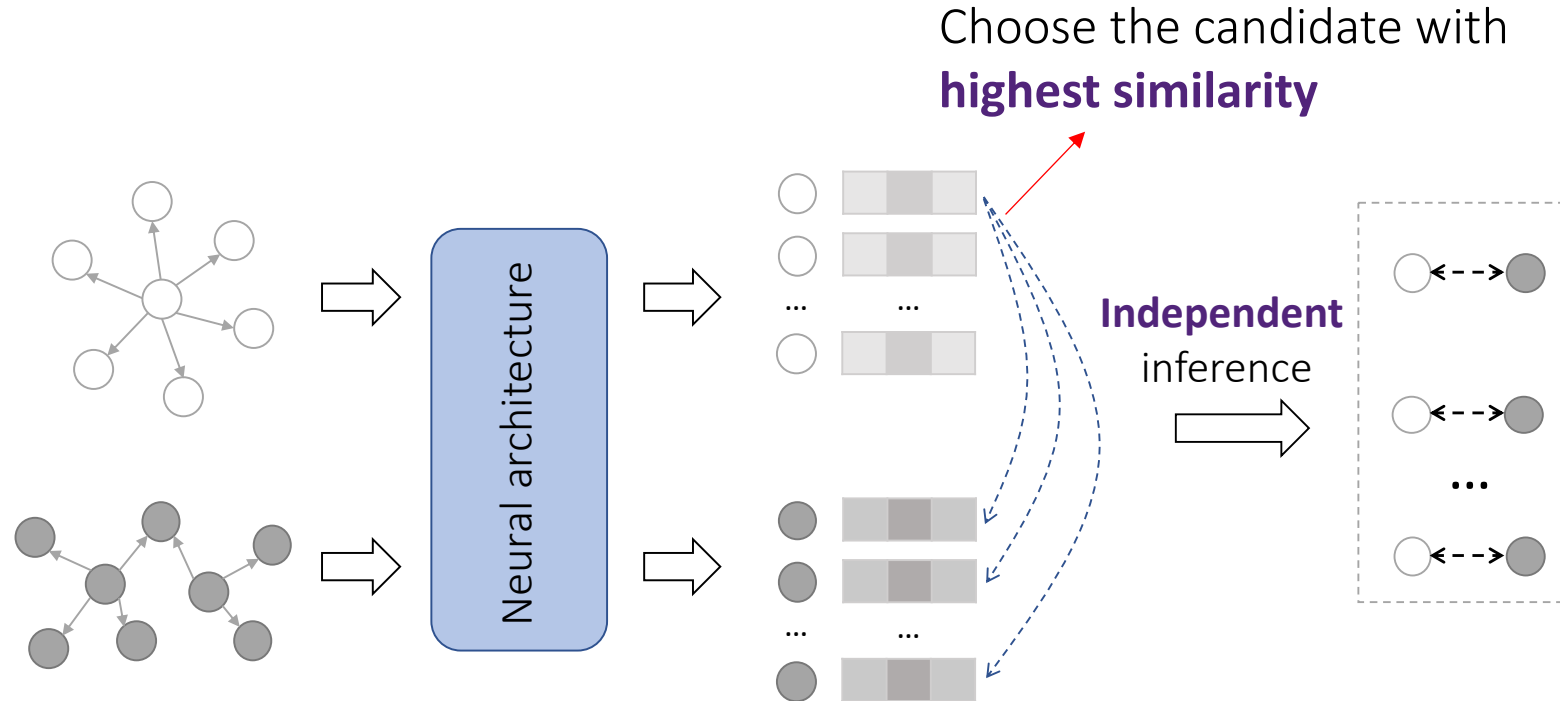 Choose the candidate with
highest similarity
Neural architecture
...
...
Independent
inference
...
...
...